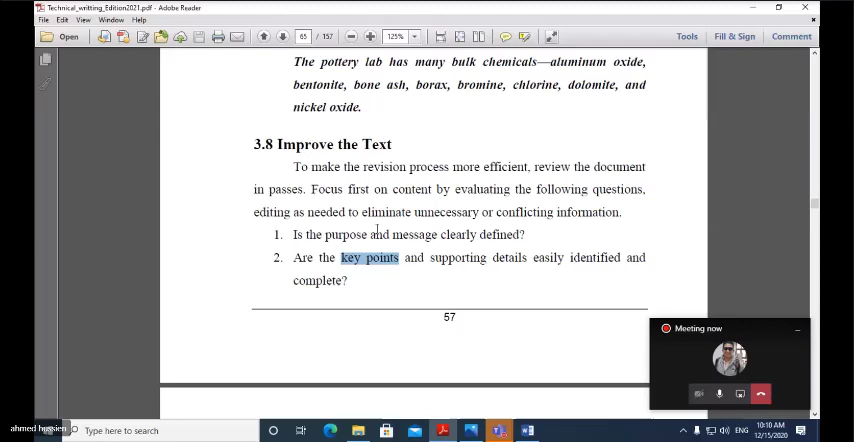 Technical_writting_Edition2021.pdf - Adobe Reader
File Edit View Window Help
Open 65 / 157 125% Tools Fill & Sign Comment
The pottery lab has many bulk chemicals—aluminum oxide,
bentonite, bone ash, borax, bromine, chlorine, dolomite, and
nickel oxide.
3.8 Improve the Text
To make the revision process more efficient, review the document
in passes. Focus first on content by evaluating the following questions,
editing as needed to eliminate unnecessary or conflicting information.
1. Is the purpose and message clearly defined?
2. Are the key points and supporting details easily identified and
complete?
57
Meeting now
ahmed hussien
Type here to search
ENG
10:10 AM
12/15/2020